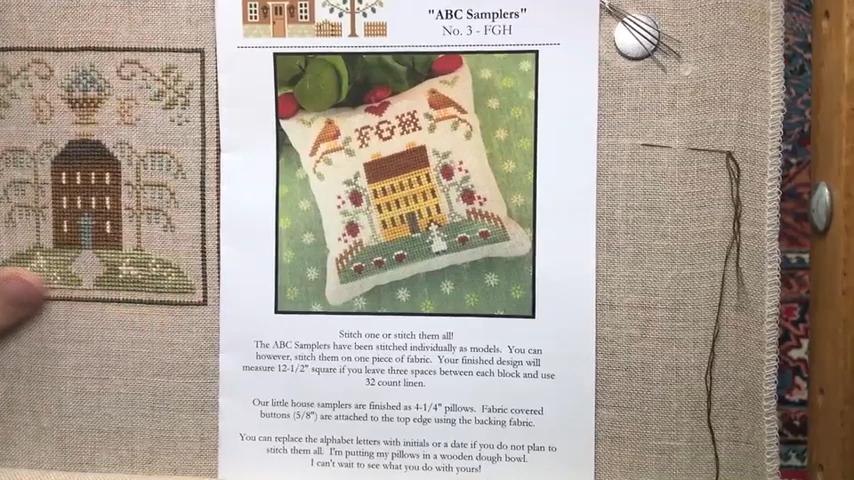 "ABC Samplers"
No. 3 - FGH
FGH
D E
Stitch one or stitch them all!
The ABC Samplers have been stitched individually as models. You can
however, stitch them on one piece of fabric. Your finished design will
measure 12-1/2" square if you leave three spaces between each block and use
32 count linen.
Our little house samplers are finished as 4-1/4" pillows. Fabric covered
buttons (5/8") are attached to the top edge using the backing fabric.
You can replace the alphabet letters with initials or a date if you do not plan to
stitch them all. I'm putting my pillows in a wooden dough bowl.
I can't wait to see what you do with yours!